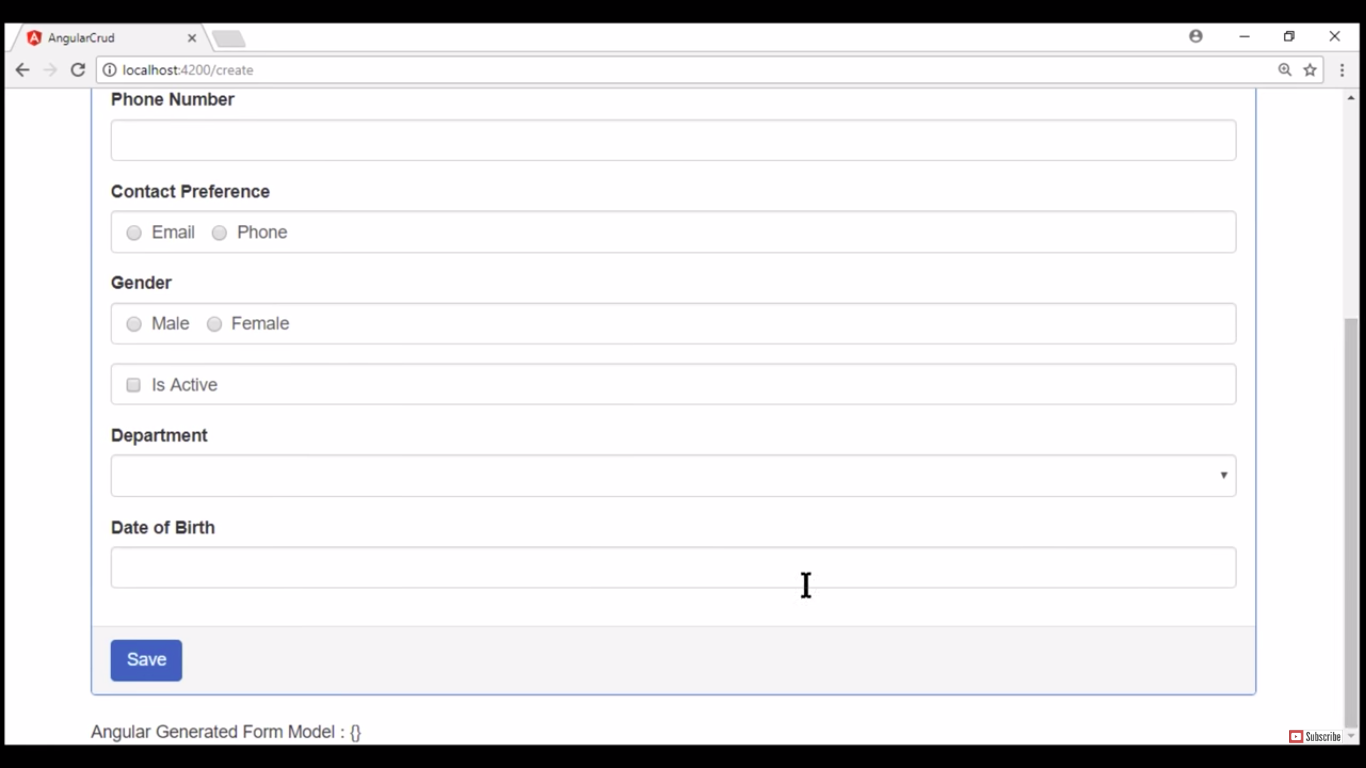 AngularCrud
localhost:4200/create
Phone Number
Contact Preference
Email Phone
Gender
Male Female
Is Active
Department
Date of Birth
Save
Angular Generated Form Model : {}
Subscribe